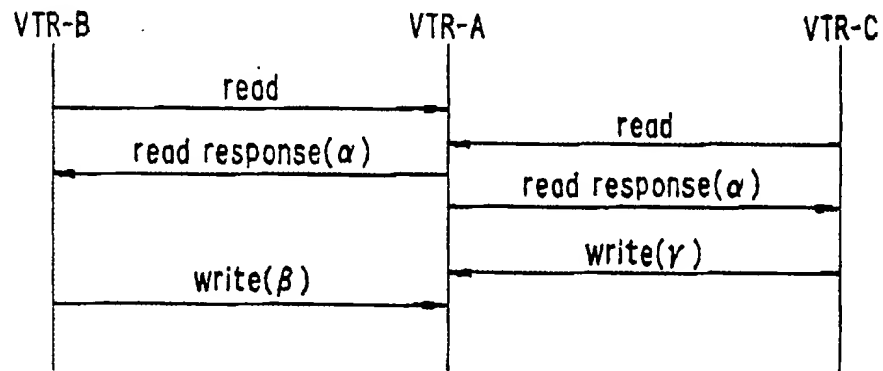 VTR-B VTR-A VTR-C
read
read
read response(α)
read response(α)
write(γ)
write(β)